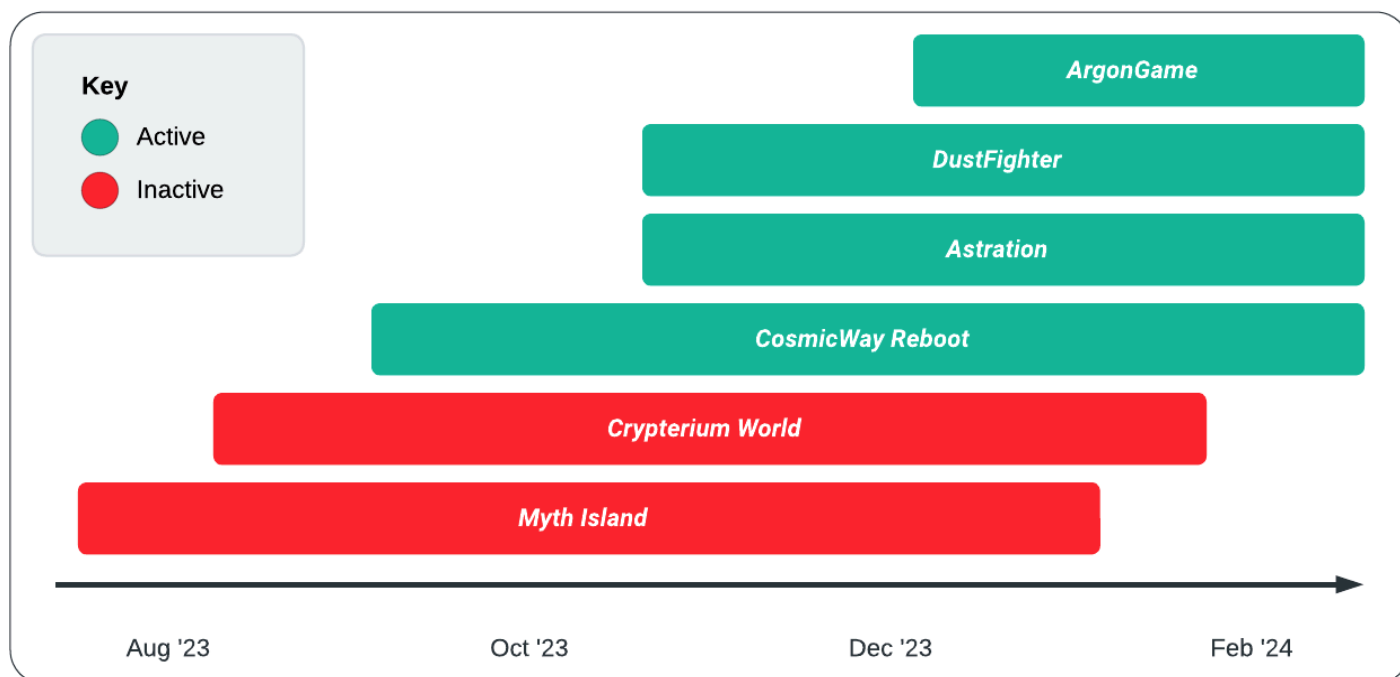 Key
Active
Inactive
ArgonGame
DustFighter
Astration
CosmicWay Reboot
Crypterium World
Myth Island
Aug '23
Oct '23
Dec '23
Feb '24